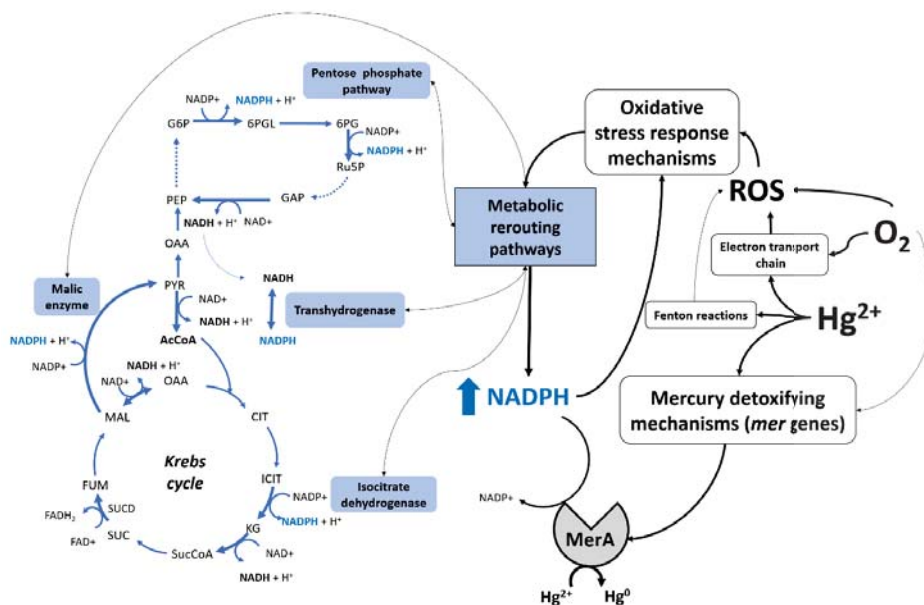 Pentose phosphate
pathway
NADP+
NADPH + H⁺
G6P
6PGL
6PG
NADP+
NADPH + H⁺
Ru5P
GAP
PEP
NADH + H⁺
NAD+
OAA
Malic
enzyme
PYR
NAD+
NADH + H⁺
AcCoA
NADH
NADPH
Transhydrogenase
NADPH + H⁺
NADP+
NADH + H⁺
NAD+
OAA
MAL
CIT
Krebs
cycle
ICIT
NADP+
NADPH + H⁺
Isocitrate
dehydrogenase
FUM
FADH₂
SUCD
FAD+
SUC
SucCoA
KG
NAD+
NADH + H⁺
Oxidative
stress response
mechanisms
Metabolic
rerouting
pathways
ROS
O₂
Electron transport
chain
Fenton reactions
Hg²⁺
NADPH
Mercury detoxifying
mechanisms (mer genes)
NADP+
MerA
Hg²⁺
Hg⁰